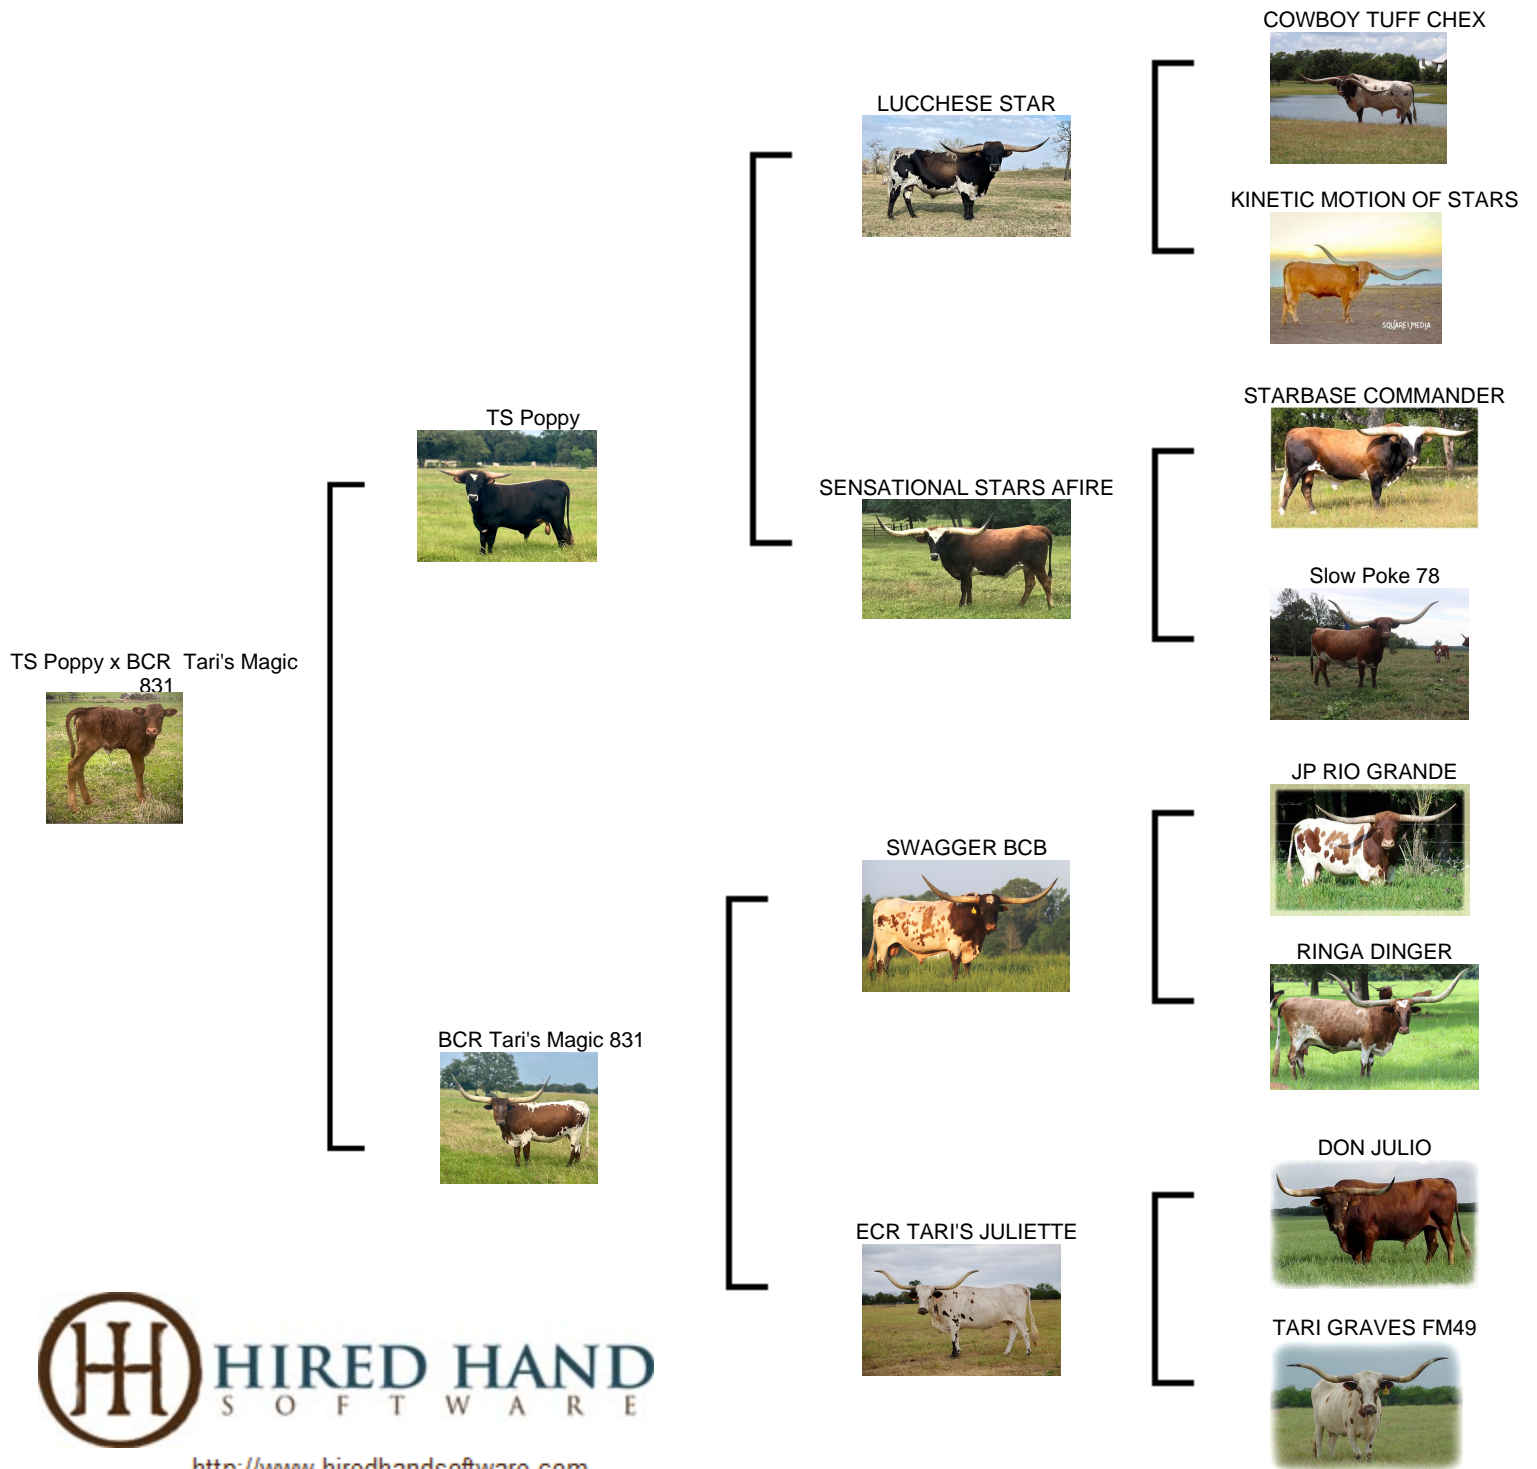 COWBOY TUFF CHEX
LUCCHESE STAR
KINETIC MOTION OF STARS
SQUARE1 MEDIA
STARBASE COMMANDER
TS Poppy
SENSATIONAL STARS AFIRE
Slow Poke 78
TS Poppy x BCR Tari's Magic
831
JP RIO GRANDE
SWAGGER BCB
RINGA DINGER
BCR Tari's Magic 831
DON JULIO
ECR TARI'S JULIETTE
TARI GRAVES FM49
HIRED HAND
SOFTWARE
http://www.hiredhandsoftware.com